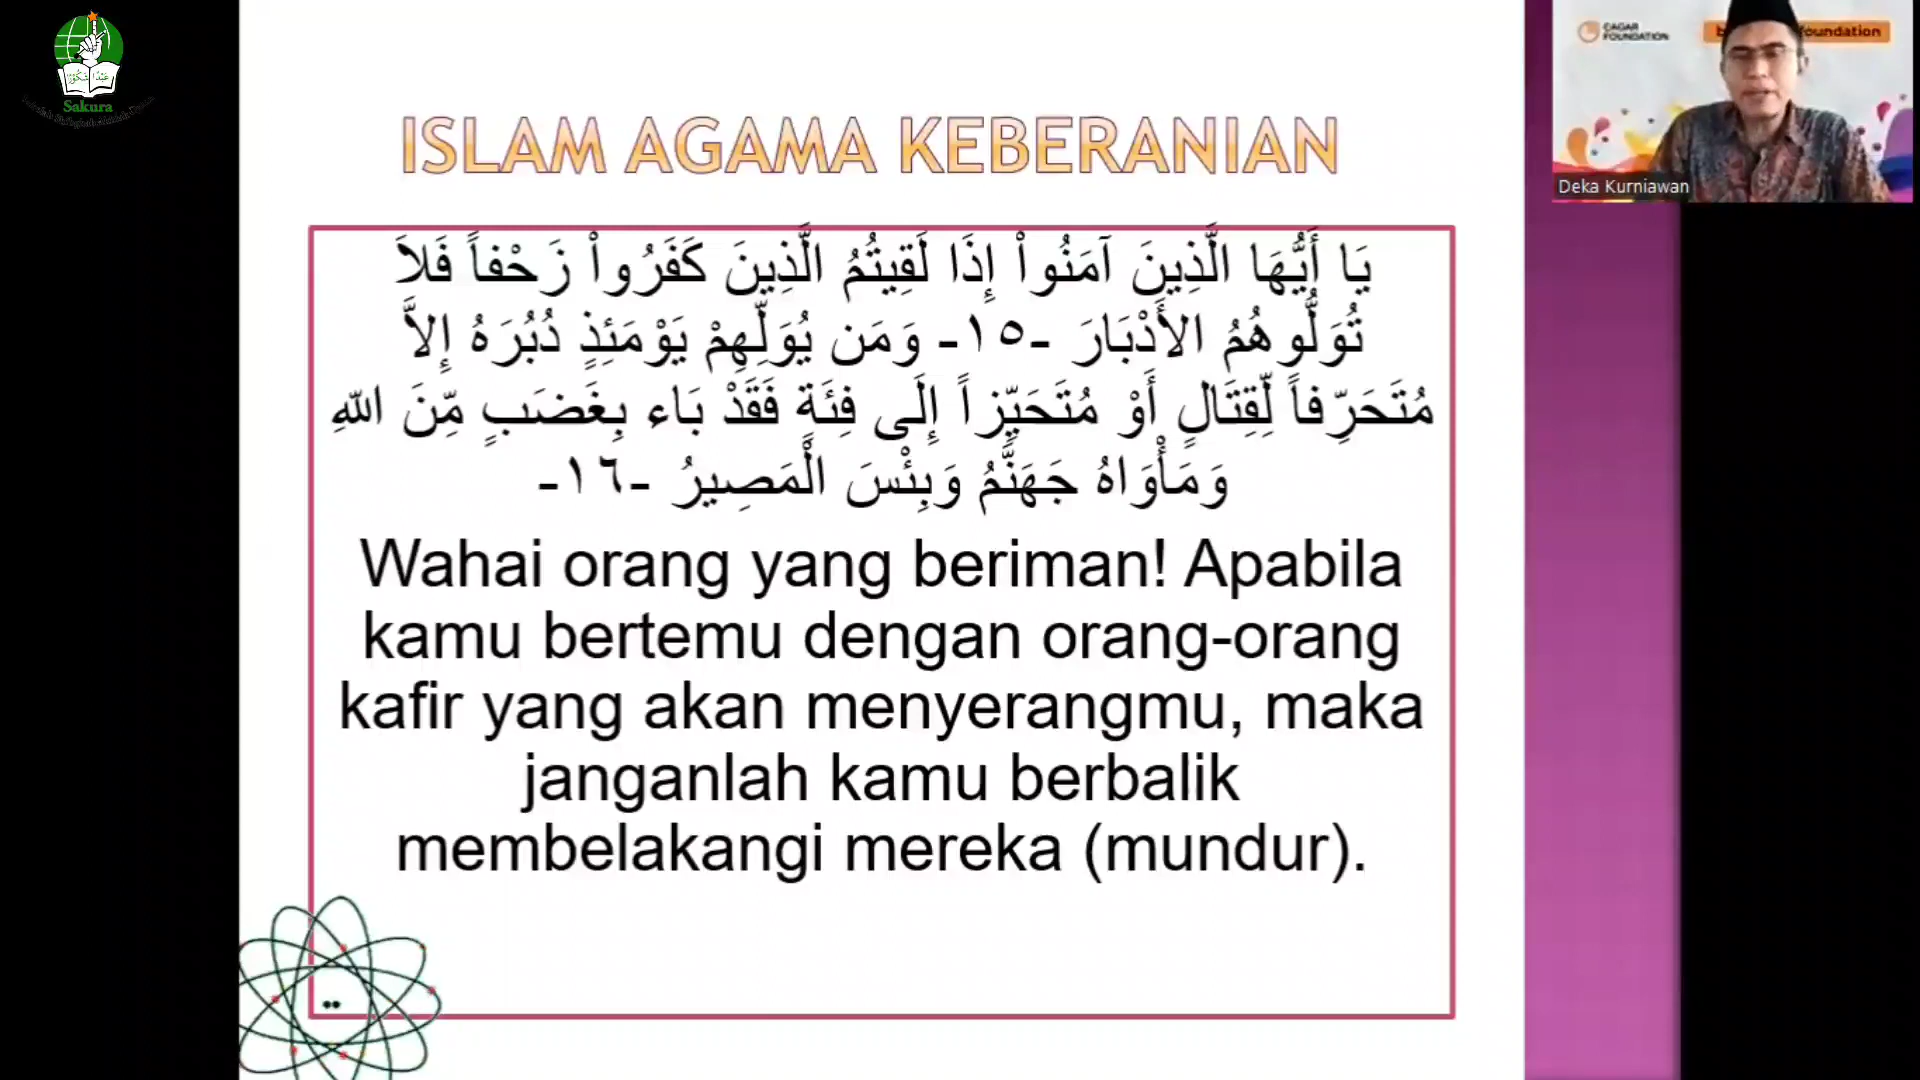 عَبْدًا شَكُوْرًا
Sakura
ISLAM AGAMA KEBERANIAN
يَا أَيُّهَا الَّذِينَ آمَنُواْ إِذَا لَقِيتُمُ الَّذِينَ كَفَرُواْ زَحْفاً فَلاَ
تُوَلُّوهُمُ الأَدْبَارَ -١٥- وَمَن يُوَلِّهِمْ يَوْمَئِذٍ دُبُرَهُ إِلاَّ
مُتَحَرِّفاً لِّقِتَالٍ أَوْ مُتَحَيِّزاً إِلَى فِئَةٍ فَقَدْ بَاء بِغَضَبٍ مِّنَ اللّهِ
وَمَأْوَاهُ جَهَنَّمُ وَبِئْسَ الْمَصِيرُ -١٦-
Wahai orang yang beriman! Apabila
kamu bertemu dengan orang-orang
kafir yang akan menyerangmu, maka
janganlah kamu berbalik
membelakangi mereka (mundur).
CAGAR
FOUNDATION
foundation
Deka Kurniawan